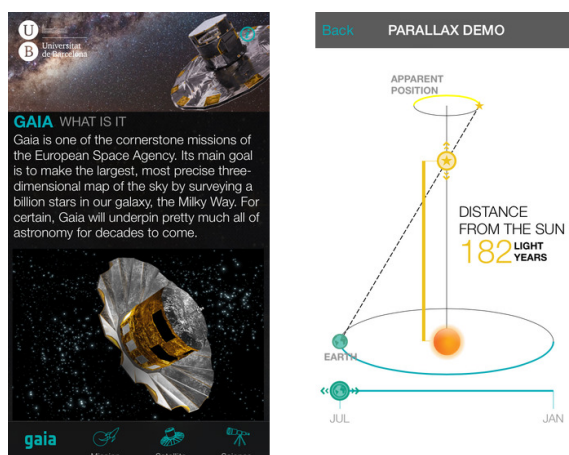 U
B
Universitat
de Barcelona
GAIA WHAT IS IT
Gaia is one of the cornerstone missions of
the European Space Agency. Its main goal
is to make the largest, most precise three-
dimensional map of the sky by surveying a
billion stars in our galaxy, the Milky Way. For
certain, Gaia will underpin pretty much all of
astronomy for decades to come.
gaia
Back PARALLAX DEMO
APPARENT
POSITION
DISTANCE
FROM THE SUN
182 LIGHT
YEARS
EARTH
JUL JAN